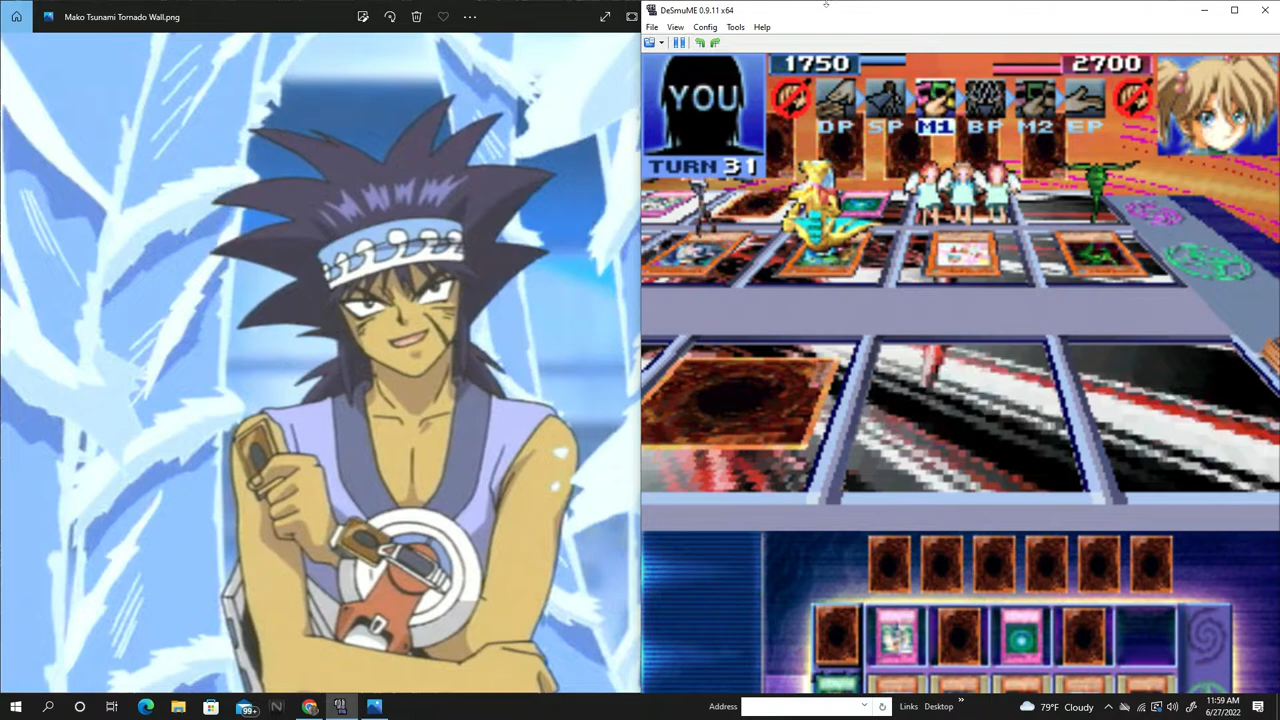 Mako Tsunami Tornado Wall.png
DeSmuME 0.9.11 x64
File View Config Tools Help
1750 2700
YOU
DP SP M1 BP M2 EP
TURN 31
99+
N
Address
Links Desktop »
79°F Cloudy
11:59 AM
6/27/2022